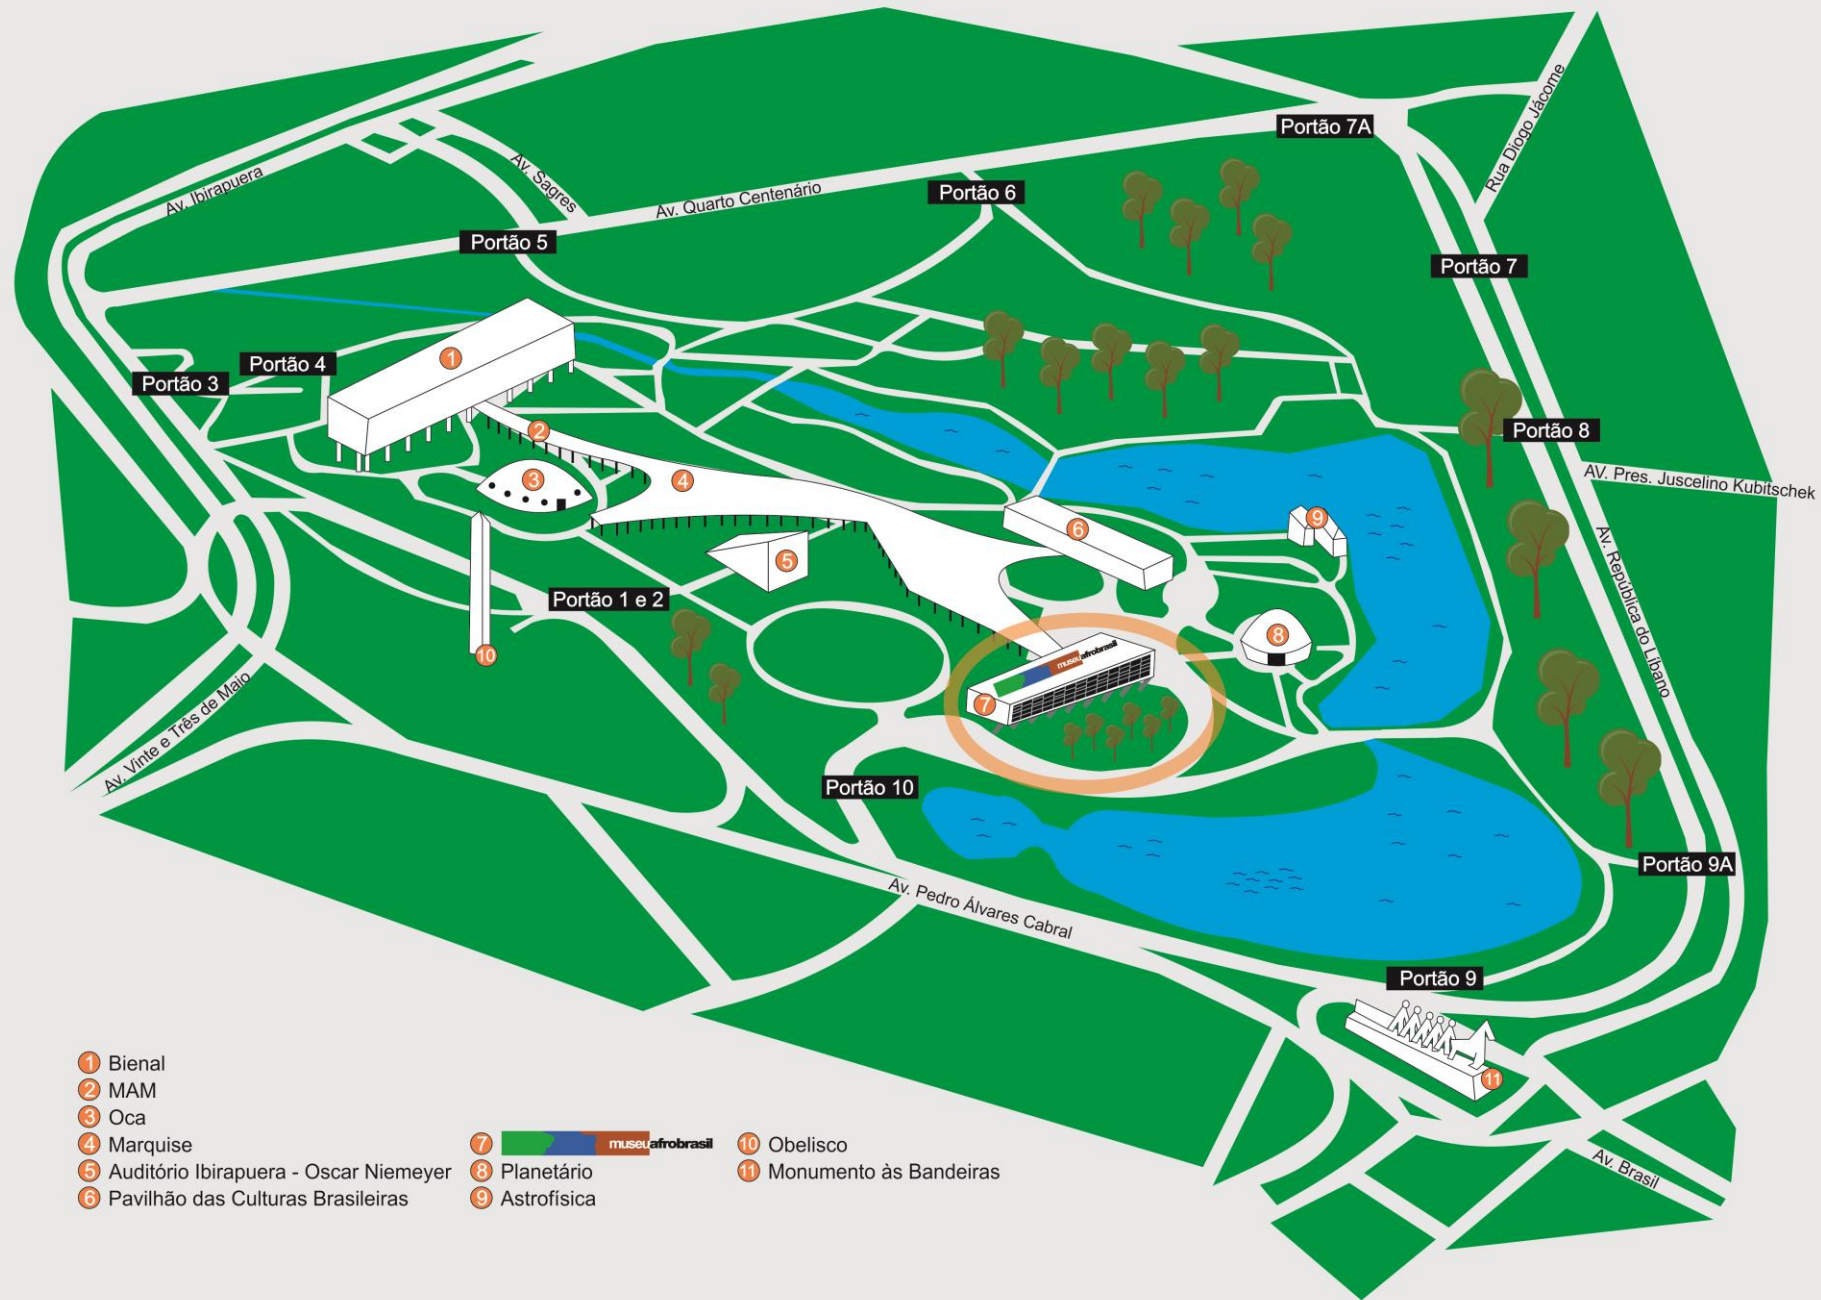 Portão 7A
Rua Diogo Jácome
Av. Sagres
Av. Ibirapuera
Av. Quarto Centenário
Portão 6
Portão 5
Portão 7
Portão 4
Portão 3
1
2
3
4
5
6
7
museuafrobrasil
8
9
10
Portão 8
AV. Pres. Juscelino Kubitschek
Av. República do Líbano
Portão 1 e 2
Av. Vinte e Três de Maio
Portão 10
Portão 9A
Av. Pedro Álvares Cabral
Portão 9
11
Av. Brasil
1 Bienal
2 MAM
3 Oca
4 Marquise
5 Auditório Ibirapuera - Oscar Niemeyer
6 Pavilhão das Culturas Brasileiras
7 museuafrobrasil
8 Planetário
9 Astrofísica
10 Obelisco
11 Monumento às Bandeiras